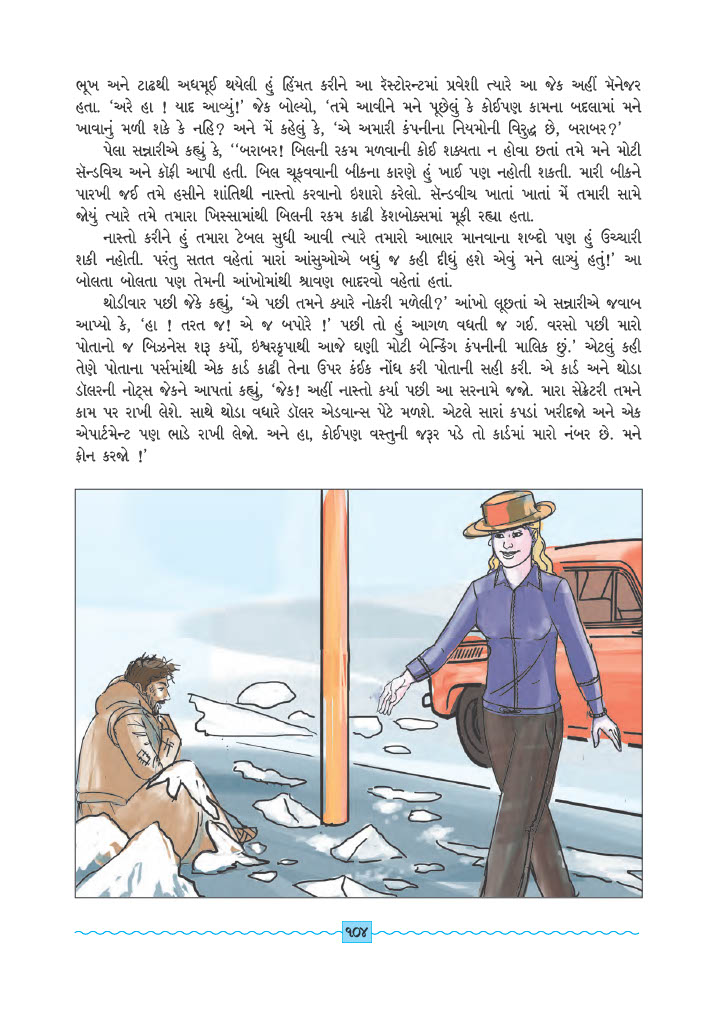 ભૂખ અને ટાઢથી અધમૂઈ થયેલી હું હિંમત કરીને આ રૅસ્ટોરન્ટમાં પ્રવેશી ત્યારે આ જેક અહીં મૅનેજર
હતા. ‘અરે હા ! યાદ આવ્યું!’ જેક બોલ્યો, ‘તમે આવીને મને પૂછેલું કે કોઈપણ કામના બદલામાં મને
ખાવાનું મળી શકે કે નહિ? અને મેં કહેલું કે, ‘એ અમારી કંપનીના નિયમોની વિરુદ્ધ છે, બરાબર?’
પેલા સન્નારીએ કહ્યું કે, ‘‘બરાબર! બિલની રકમ મળવાની કોઈ શક્યતા ન હોવા છતાં તમે મને મોટી
સૅન્ડવિચ અને કૉફી આપી હતી. બિલ ચૂકવવાની બીકના કારણે હું ખાઈ પણ નહોતી શકતી. મારી બીકને
પારખી જઈ તમે હસીને શાંતિથી નાસ્તો કરવાનો ઇશારો કરેલો. સૅન્ડવીચ ખાતાં ખાતાં મેં તમારી સામે
જોયું ત્યારે તમે તમારા ખિસ્સામાંથી બિલની રકમ કાઢી કૅશબોક્સમાં મૂકી રહ્યા હતા.
નાસ્તો કરીને હું તમારા ટેબલ સુધી આવી ત્યારે તમારો આભાર માનવાના શબ્દો પણ હું ઉચ્ચારી
શકી નહોતી. પરંતુ સતત વહેતાં મારાં આંસુઓએ બધું જ કહી દીધું હશે એવું મને લાગ્યું હતું!’ આ
બોલતા બોલતા પણ તેમની આંખોમાંથી શ્રાવણ ભાદરવો વહેતાં હતાં.
થોડીવાર પછી જેકે કહ્યું, ‘એ પછી તમને ક્યારે નોકરી મળેલી?’ આંખો લૂછતાં એ સન્નારીએ જવાબ
આપ્યો કે, ‘હા ! તરત જ! એ જ બપોરે !’ પછી તો હું આગળ વધતી જ ગઈ. વરસો પછી મારો
પોતાનો જ બિઝનેસ શરૂ કર્યો, ઇશ્વરકૃપાથી આજે ઘણી મોટી બેન્કિંગ કંપનીની માલિક છું.’ એટલું કહી
તેણે પોતાના પર્સમાંથી એક કાર્ડ કાઢી તેના ઉપર કંઈક નોંધ કરી પોતાની સહી કરી. એ કાર્ડ અને થોડા
ડૉલરની નોટ્સ જેકને આપતાં કહ્યું, ‘જેક! અહીં નાસ્તો કર્યા પછી આ સરનામે જજો. મારા સેક્રેટરી તમને
કામ પર રાખી લેશે. સાથે થોડા વધારે ડૉલર એડવાન્સ પેટે મળશે. એટલે સારાં કપડાં ખરીદજો અને એક
એપાર્ટમેન્ટ પણ ભાડે રાખી લેજો. અને હા, કોઈપણ વસ્તુની જરૂર પડે તો કાર્ડમાં મારો નંબર છે. મને
ફોન કરજો !’
૧૦૪